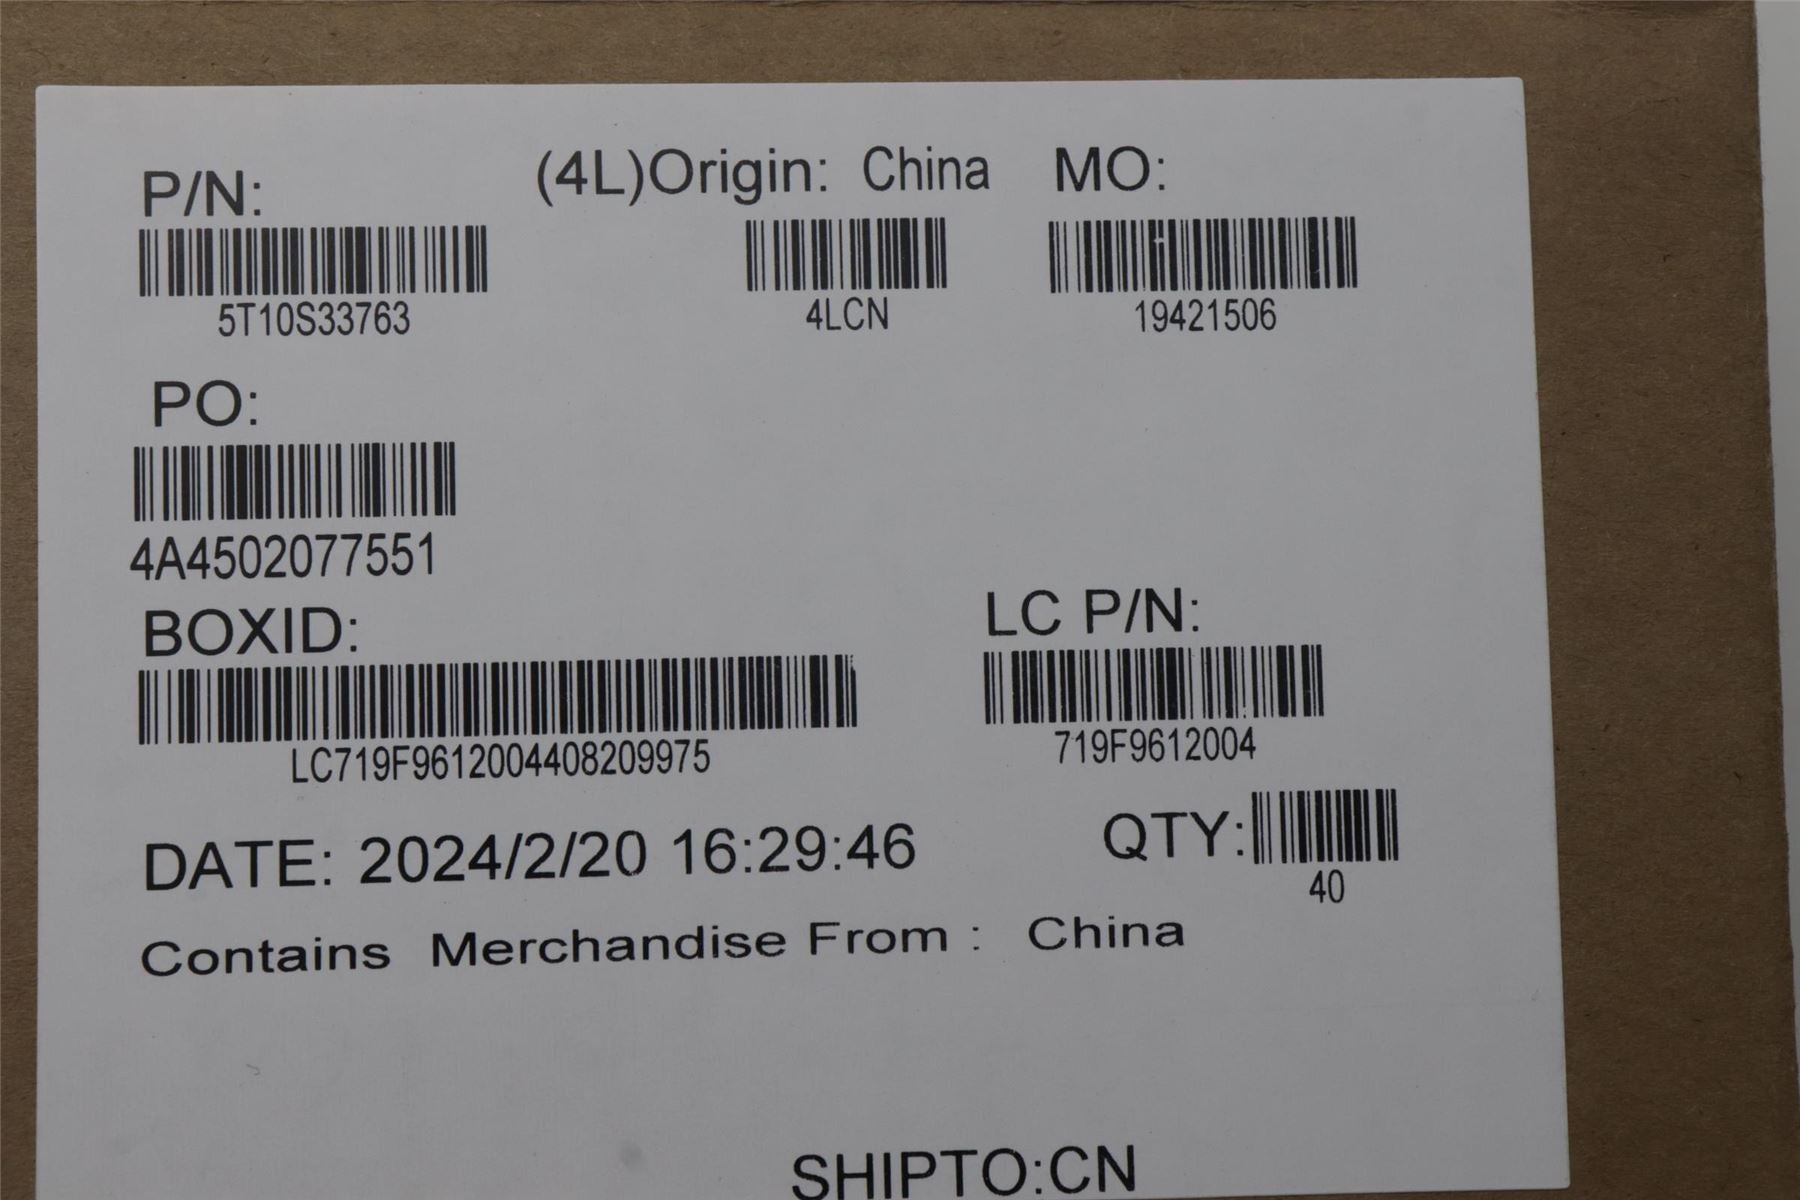 P/N: (4L)Origin: China MO:
5T10S33763 4LCN 19421506
PO:
4A4502077551
BOXID: LC P/N:
LC719F9612004408209975 719F9612004
DATE: 2024/2/20 16:29:46 QTY:
40
Contains Merchandise From : China
SHIPTO:CN